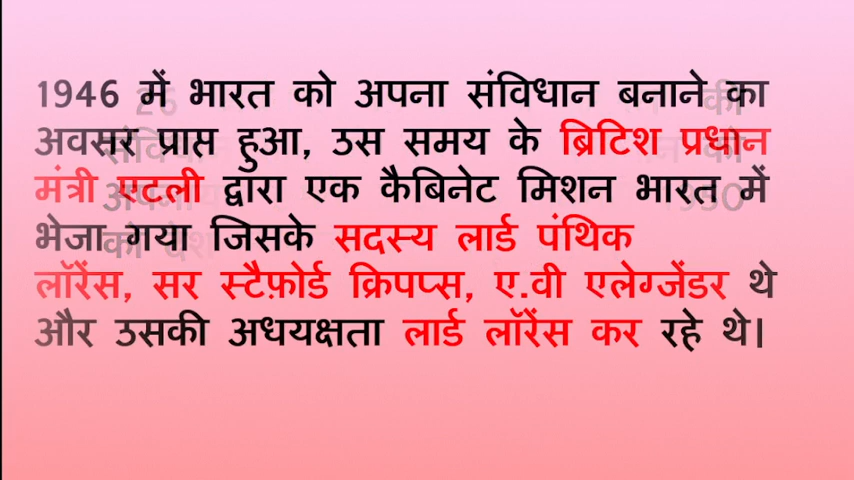 1946 में भारत को अपना संविधान बनाने का
अवसर प्राप्त हुआ, उस समय के ब्रिटिश प्रधान
मंत्री एटली द्वारा एक कैबिनेट मिशन भारत में
भेजा गया जिसके सदस्य लार्ड पंथिक
लॉरेंस, सर स्टैफ़ोर्ड क्रिपप्स, ए.वी एलेग्जेंडर थे
और उसकी अधयक्षता लार्ड लॉरेंस कर रहे थे।